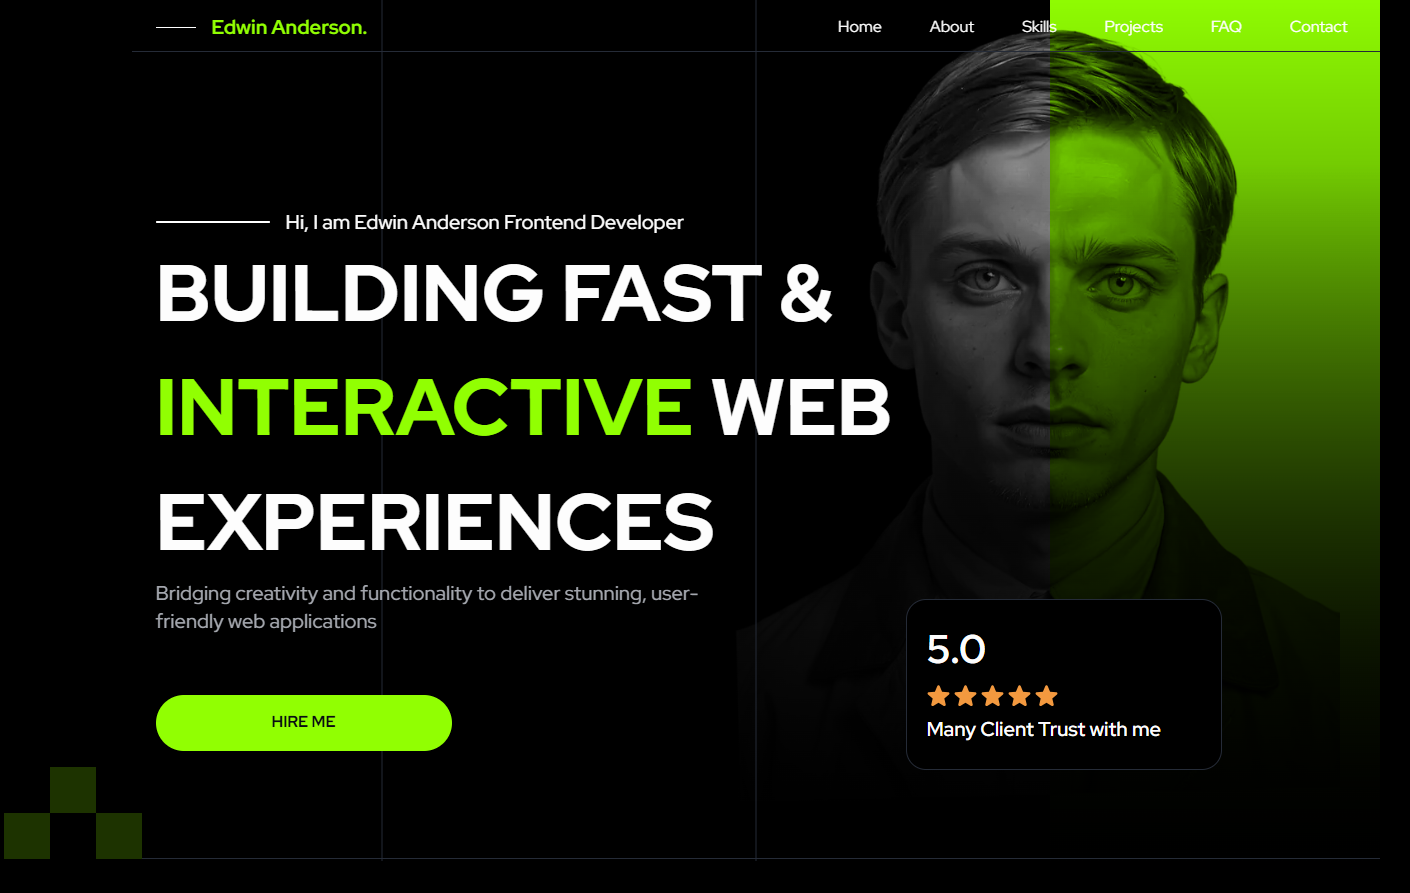 Edwin Anderson.
Home About Skills Projects FAQ Contact
Hi, I am Edwin Anderson Frontend Developer
BUILDING FAST &
INTERACTIVE WEB
EXPERIENCES
Bridging creativity and functionality to deliver stunning, user-
friendly web applications
HIRE ME
5.0
Many Client Trust with me